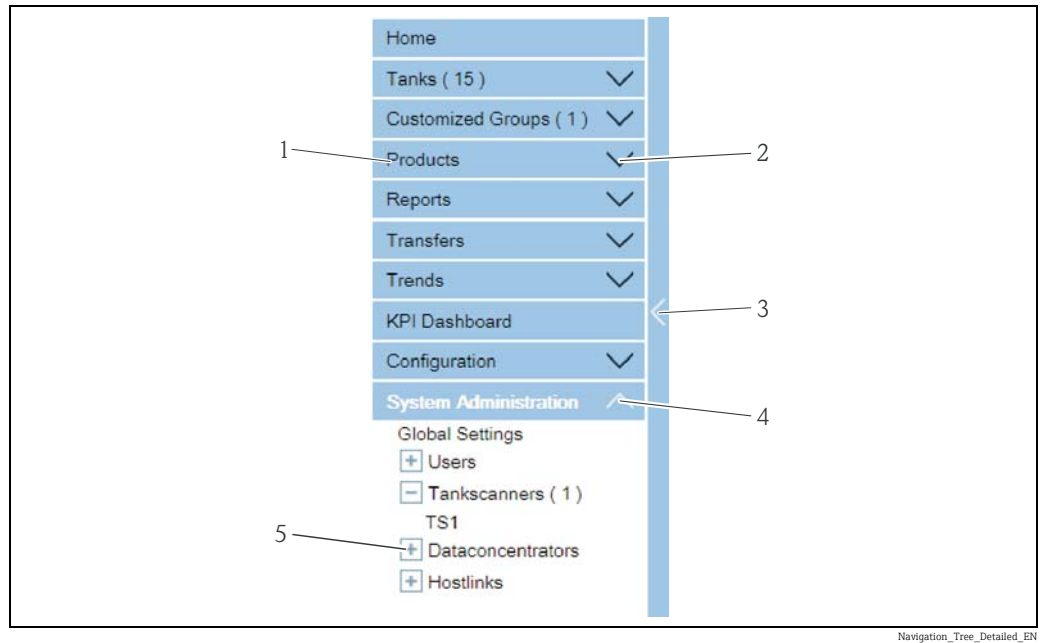 Home
Tanks ( 15 )
Customized Groups ( 1 )
1 Products 2
Reports
Transfers
Trends
3
KPI Dashboard
Configuration
System Administration 4
Global Settings
Users
Tankscanners ( 1 )
TS1
5
Dataconcentrators
Hostlinks
Navigation_Tree_Detailed_EN